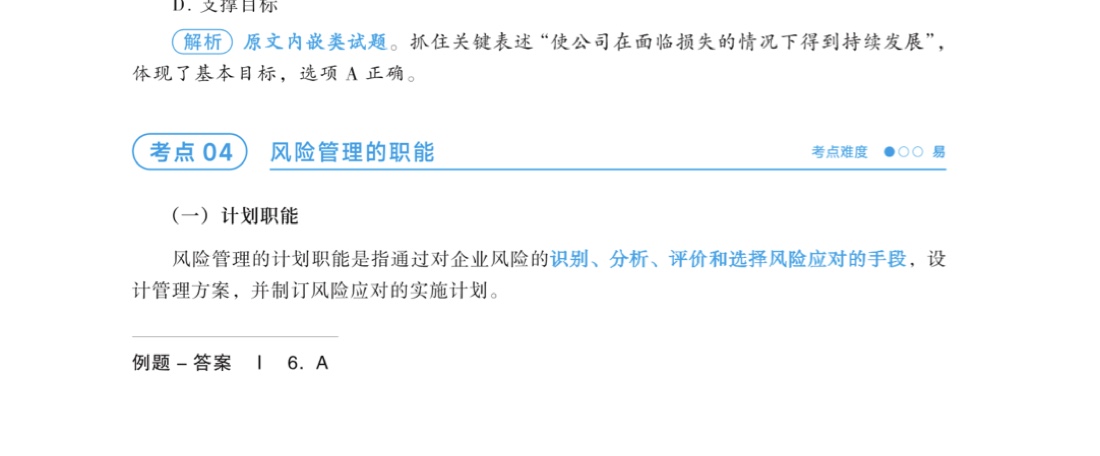 D. 支撑目标
解析 原文内嵌类试题。抓住关键表述“使公司在面临损失的情况下得到持续发展”，
体现了基本目标，选项 A 正确。
考点 04 风险管理的职能 考点难度 ●○○ 易
（一）计划职能
风险管理的计划职能是指通过对企业风险的识别、分析、评价和选择风险应对的手段，设
计管理方案，并制订风险应对的实施计划。
例题 – 答案 | 6. A